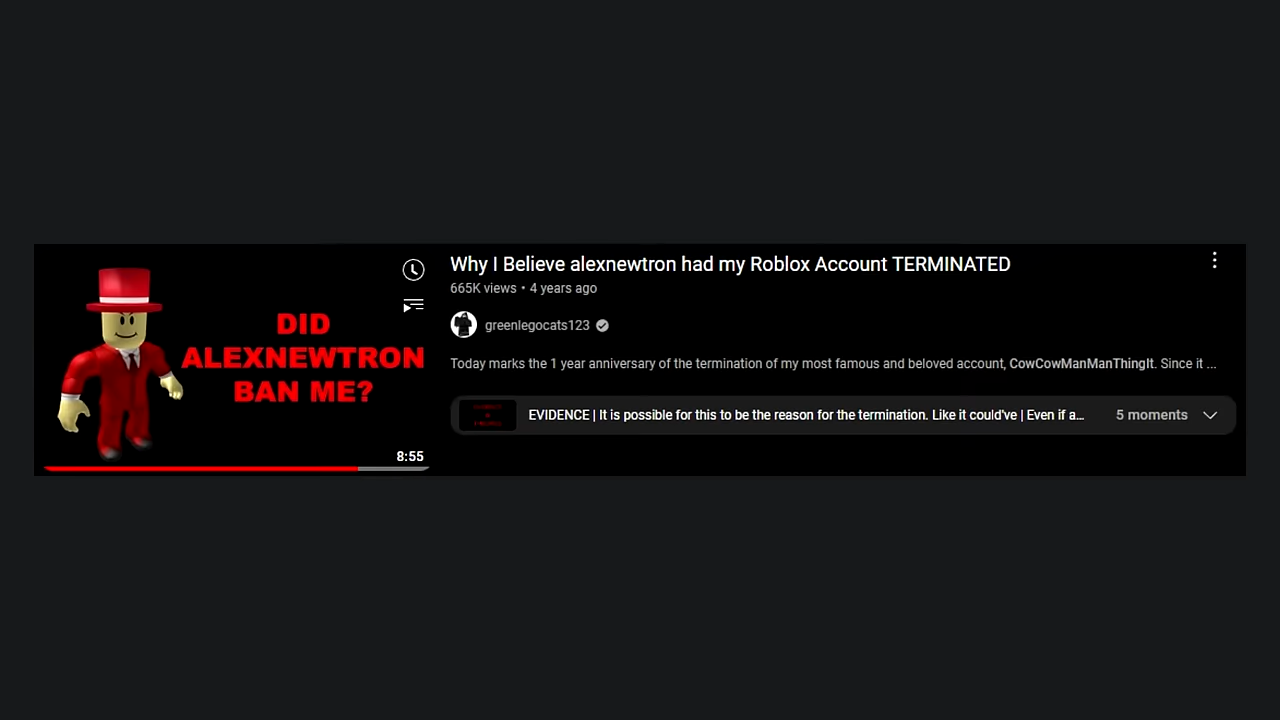 DID
ALEXNEWTRON
BAN ME?
8:55
Why I Believe alexnewtron had my Roblox Account TERMINATED
665K views • 4 years ago
greenlegocats123
Today marks the 1 year anniversary of the termination of my most famous and beloved account, CowCowManManThingIt. Since it ...
EVIDENCE | It is possible for this to be the reason for the termination. Like it could've | Even if a... 5 moments